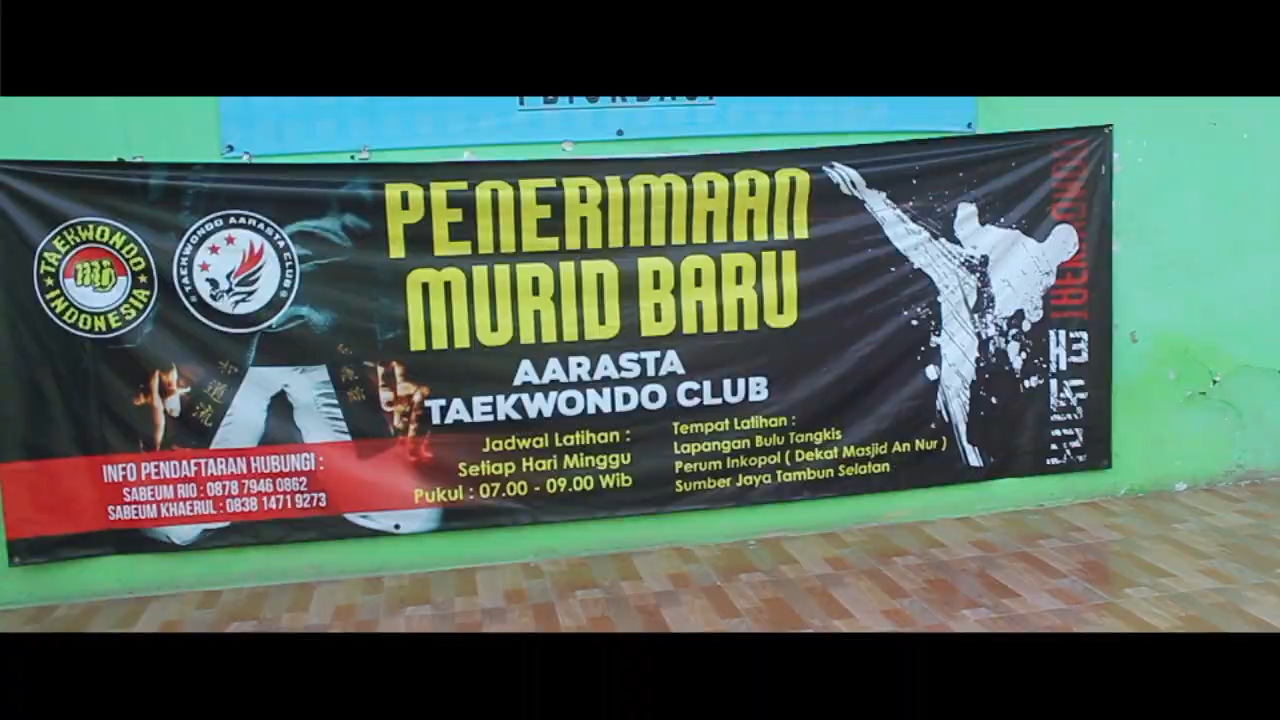 TAEKWONDO
INDONESIA
TAEKWONDO AARASTA CLUB
PENERIMAAN
MURID BARU
AARASTA
TAEKWONDO CLUB
INFO PENDAFTARAN HUBUNGI :
SABEUM RIO : 0878 7946 0862
SABEUM KHAERUL : 0838 1471 9273
Jadwal Latihan :
Setiap Hari Minggu
Pukul : 07.00 - 09.00 Wib
Tempat Latihan :
Lapangan Bulu Tangkis
Perum Inkopol ( Dekat Masjid An Nur )
Sumber Jaya Tambun Selatan
TAEKWONDO